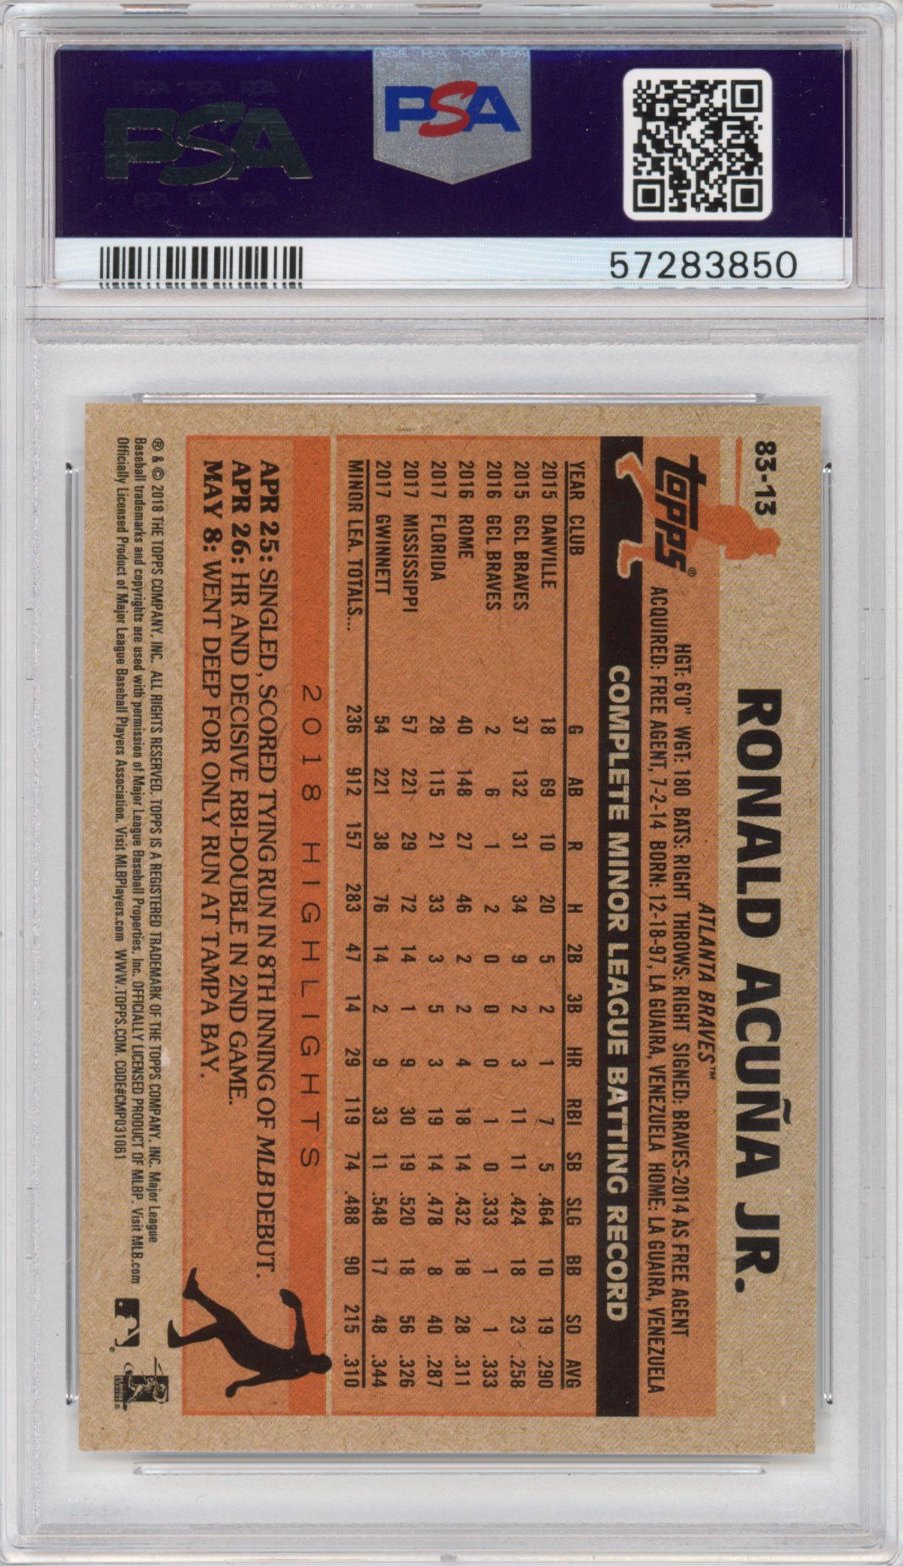 PSA PSA PSA
PSA
PSA PSA PSA
PSA
57283850
83-13
topps®
RONALD ACUÑA JR.
ATLANTA BRAVES™
HGT: 6'0" WGT: 180 BATS: RIGHT THROWS: RIGHT SIGNED: BRAVES-2014 AS FREE AGENT
ACQUIRED: FREE AGENT, 7-2-14 BORN: 12-18-97, LA GUAIRA, VENEZUELA HOME: LA GUAIRA, VENEZUELA
COMPLETE MINOR LEAGUE BATTING RECORD
YEAR CLUB G AB R H 2B 3B HR RBI SB SLG BB SO AVG
2015 DANVILLE 18 69 10 20 5 2 1 7 5 .464 10 19 .290
2015 GCL BRAVES 37 132 31 34 9 2 3 11 11 .424 18 23 .258
2016 GCL BRAVES 2 6 1 2 0 0 0 1 0 .333 1 1 .333
2016 ROME 40 148 27 46 2 2 4 18 14 .432 18 28 .311
2017 FLORIDA 28 115 21 33 3 5 3 19 14 .478 8 40 .287
2017 MISSISSIPPI 57 221 29 72 14 1 9 30 19 .520 18 56 .326
2017 GWINNETT 54 221 38 76 14 2 9 33 11 .548 17 48 .344
MINOR LEA. TOTALS... 236 912 157 283 47 14 29 119 74 .488 90 215 .310
2018 HIGHLIGHTS
APR 25: SINGLED, SCORED TYING RUN IN 8TH INNING OF MLB DEBUT.
APR 26: HR AND DECISIVE RBI-DOUBLE IN 2ND GAME.
MAY 8: WENT DEEP FOR ONLY RUN AT TAMPA BAY.
® & © 2018 THE TOPPS COMPANY, INC. ALL RIGHTS RESERVED. TOPPS IS A REGISTERED TRADEMARK OF THE TOPPS COMPANY, INC. Major League
Baseball trademarks and copyrights are used with permission of Major League Baseball Properties, Inc. OFFICIALLY LICENSED PRODUCT OF MLBP. Visit MLB.com
Officially Licensed Product of Major League Baseball Players Association. Visit MLBPlayers.com WWW.TOPPS.COM. CODE#CMP031061